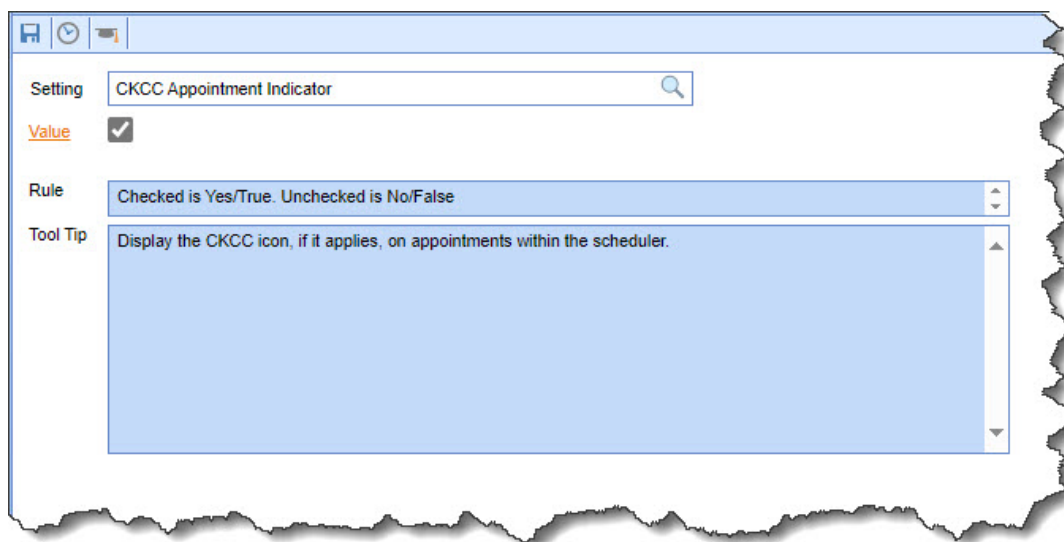 Setting CKCC Appointment Indicator
Value
Rule Checked is Yes/True. Unchecked is No/False
Tool Tip Display the CKCC icon, if it applies, on appointments within the scheduler.